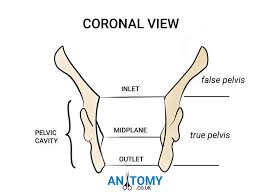 CORONAL VIEW
INLET
false pelvis
PELVIC
CAVITY
MIDPLANE
true pelvis
OUTLET
ANATOMY
.CO.UK